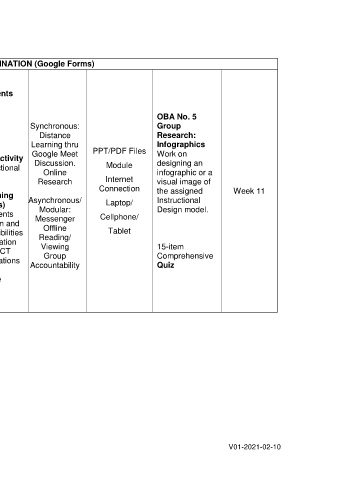 INATION (Google Forms)
ents
ctivity
tional
ning
s)
ents
n and
bilities
ation
CT
ations
Synchronous:
Distance
Learning thru
Google Meet
Discussion.
Online
Research
Asynchronous/
Modular:
Messenger
Offline
Reading/
Viewing
Group
Accountability
PPT/PDF Files
Module
Internet
Connection
Laptop/
Cellphone/
Tablet
OBA No. 5
Group
Research:
Infographics
Work on
designing an
infographic or a
visual image of
the assigned
Instructional
Design model.
15-item
Comprehensive
Quiz
Week 11
V01-2021-02-10